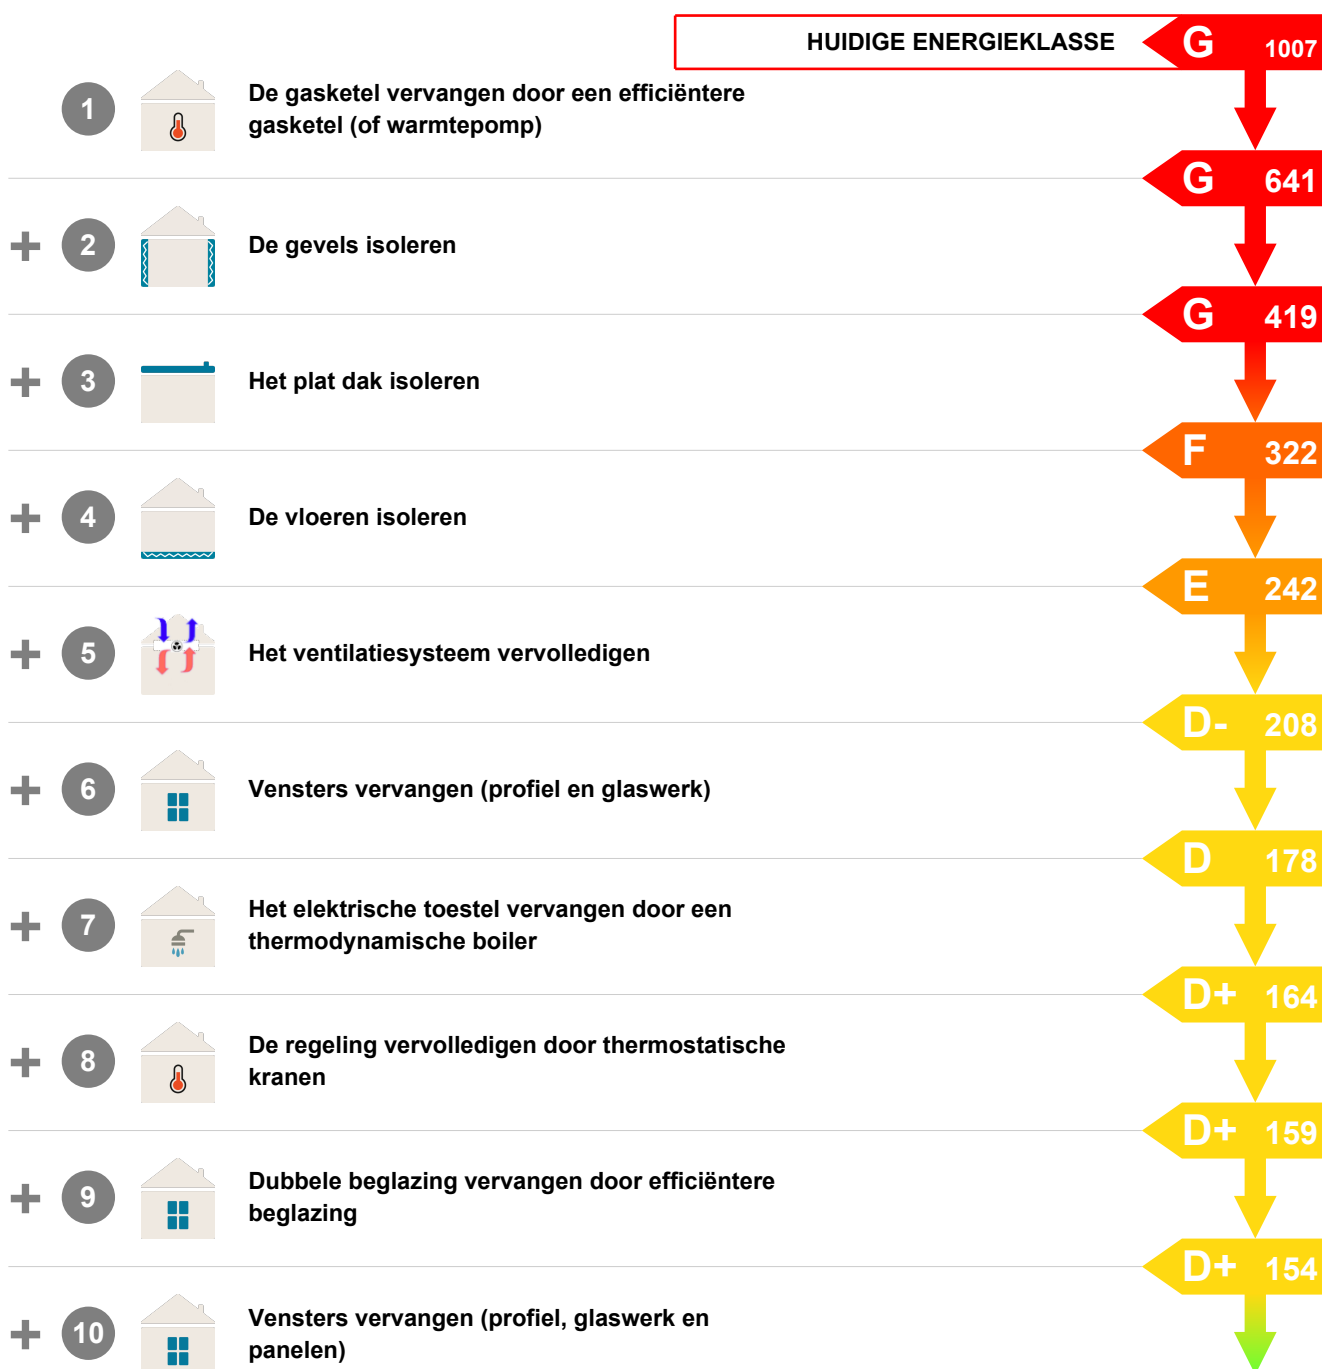 HUIDIGE ENERGIEKLASSE G 1007
1 De gasketel vervangen door een efficiëntere
gasketel (of warmtepomp)
G 641
+ 2 De gevels isoleren
G 419
+ 3 Het plat dak isoleren
F 322
+ 4 De vloeren isoleren
E 242
+ 5 Het ventilatiesysteem vervolledigen
D- 208
+ 6 Vensters vervangen (profiel en glaswerk)
D 178
+ 7 Het elektrische toestel vervangen door een
thermodynamische boiler
D+ 164
+ 8 De regeling vervolledigen door thermostatische
kranen
D+ 159
+ 9 Dubbele beglazing vervangen door efficiëntere
beglazing
D+ 154
+ 10 Vensters vervangen (profiel, glaswerk en
panelen)